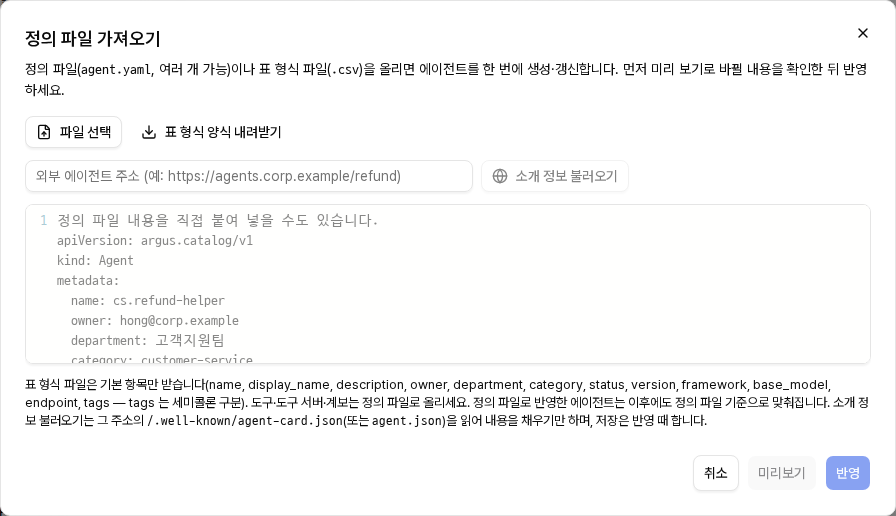 정의 파일 가져오기
정의 파일(agent.yaml, 여러 개 가능)이나 표 형식 파일(.csv)을 올리면 에이전트를 한 번에 생성·갱신합니다. 먼저 미리 보기로 바뀔 내용을 확인한 뒤 반영
하세요.
파일 선택 표 형식 양식 내려받기
외부 에이전트 주소 (예: https://agents.corp.example/refund) 소개 정보 불러오기
1 정의 파일 내용을 직접 붙여 넣을 수도 있습니다.
apiVersion: argus.catalog/v1
kind: Agent
metadata:
  name: cs.refund-helper
  owner: hong@corp.example
  department: 고객지원팀
  category: customer-service
표 형식 파일은 기본 항목만 받습니다(name, display_name, description, owner, department, category, status, version, framework, base_model,
endpoint, tags — tags 는 세미콜론 구분). 도구·도구 서버·계보는 정의 파일로 올리세요. 정의 파일로 반영한 에이전트는 이후에도 정의 파일 기준으로 맞춰집니다. 소개 정
보 불러오기는 그 주소의 /.well-known/agent-card.json(또는 agent.json)을 읽어 내용을 채우기만 하며, 저장은 반영 때 합니다.
취소 미리보기 반영